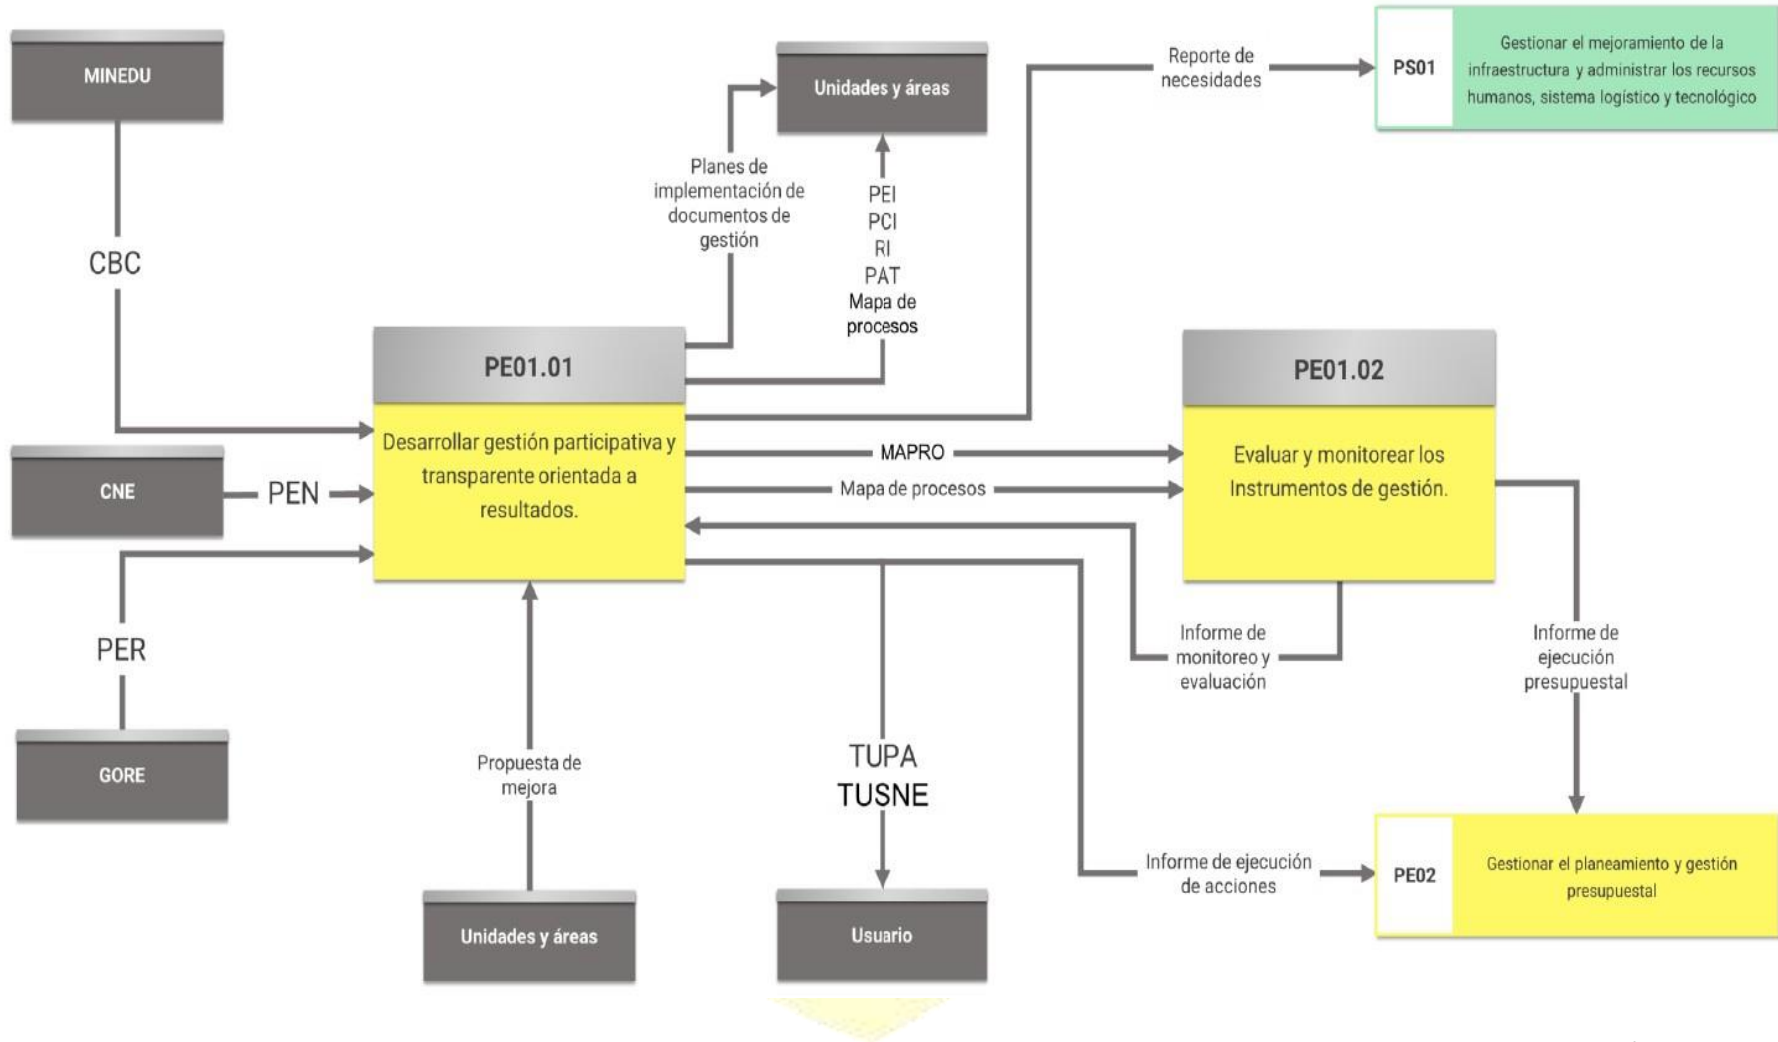 MINEDU
Unidades y áreas
Reporte de
necesidades
PS01
Gestionar el mejoramiento de la
infraestructura y administrar los recursos
humanos, sistema logístico y tecnológico
Planes de
implementación de
documentos de
gestión
PEI
PCI
RI
PAT
Mapa de
procesos
CBC
PE01.01
Desarrollar gestión participativa y
transparente orientada a
resultados.
PE01.02
Evaluar y monitorear los
Instrumentos de gestión.
MAPRO
Mapa de procesos
CNE
PEN
PER
GORE
Informe de
monitoreo y
evaluación
Informe de
ejecución
presupuestal
Propuesta de
mejora
TUPA
TUSNE
Informe de ejecución
de acciones
PE02
Gestionar el planeamiento y gestión
presupuestal
Unidades y áreas
Usuario